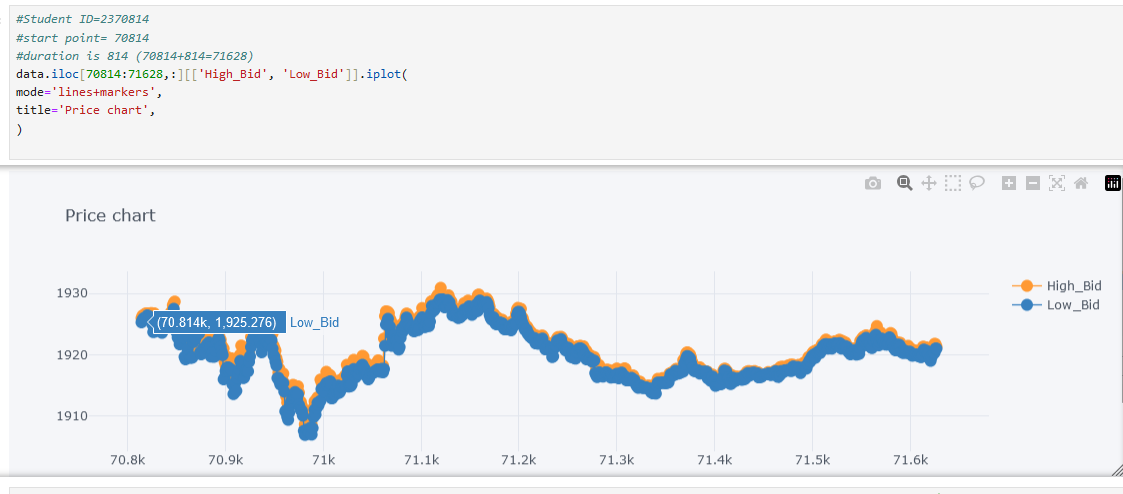 #Student ID=2370814
#start point= 70814
#duration is 814 (70814+814=71628)
data.iloc[70814:71628,:][['High_Bid', 'Low_Bid']].iplot(
mode='lines+markers',
title='Price chart',
)
Price chart
1930
1920
1910
(70.814k, 1,925.276) Low_Bid
High_Bid
Low_Bid
70.8k 70.9k 71k 71.1k 71.2k 71.3k 71.4k 71.5k 71.6k